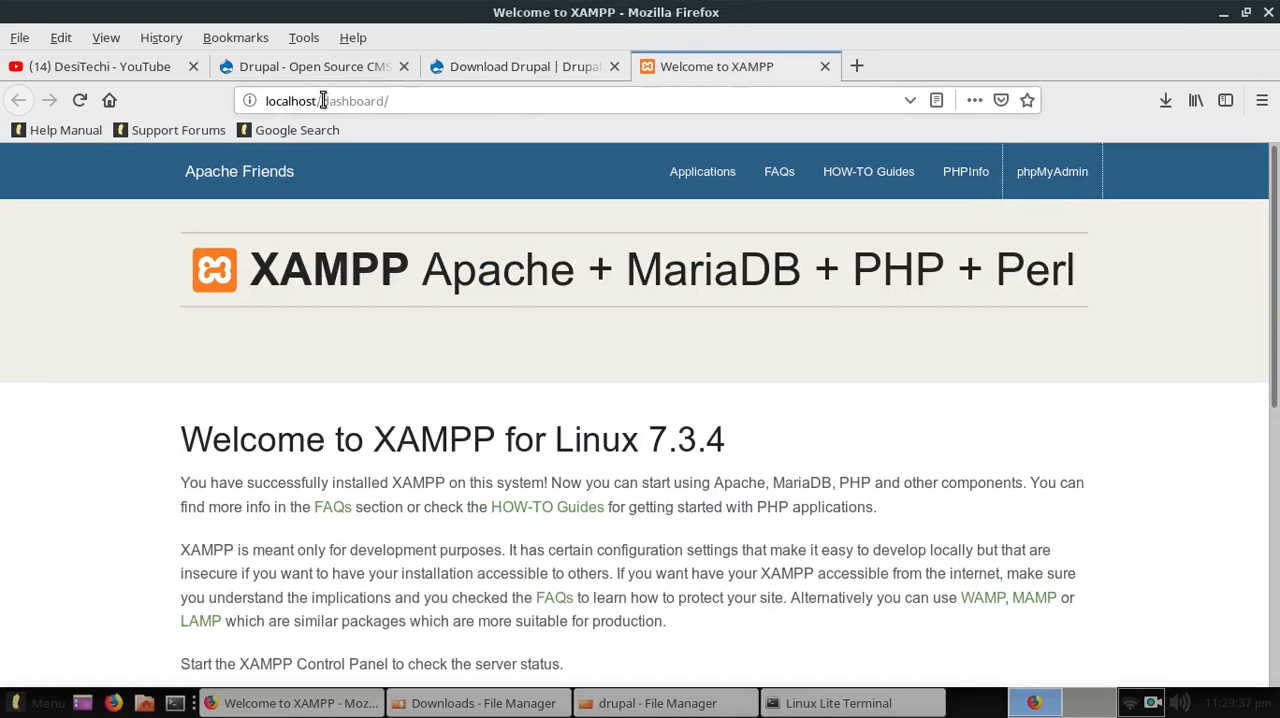 Welcome to XAMPP - Mozilla Firefox
File Edit View History Bookmarks Tools Help
(14) DesiTechi - YouTube Drupal - Open Source CMS Download Drupal | Drupal Welcome to XAMPP
localhost/dashboard/
Help Manual Support Forums Google Search
Apache Friends Applications FAQs HOW-TO Guides PHPInfo phpMyAdmin
XAMPP Apache + MariaDB + PHP + Perl
Welcome to XAMPP for Linux 7.3.4
You have successfully installed XAMPP on this system! Now you can start using Apache, MariaDB, PHP and other components. You can
find more info in the FAQs section or check the HOW-TO Guides for getting started with PHP applications.
XAMPP is meant only for development purposes. It has certain configuration settings that make it easy to develop locally but that are
insecure if you want to have your installation accessible to others. If you want have your XAMPP accessible from the internet, make sure
you understand the implications and you checked the FAQs to learn how to protect your site. Alternatively you can use WAMP, MAMP or
LAMP which are similar packages which are more suitable for production.
Start the XAMPP Control Panel to check the server status.
Menu Welcome to XAMPP - Moz... Downloads - File Manager drupal - File Manager Linux Lite Terminal 11:29:37 pm